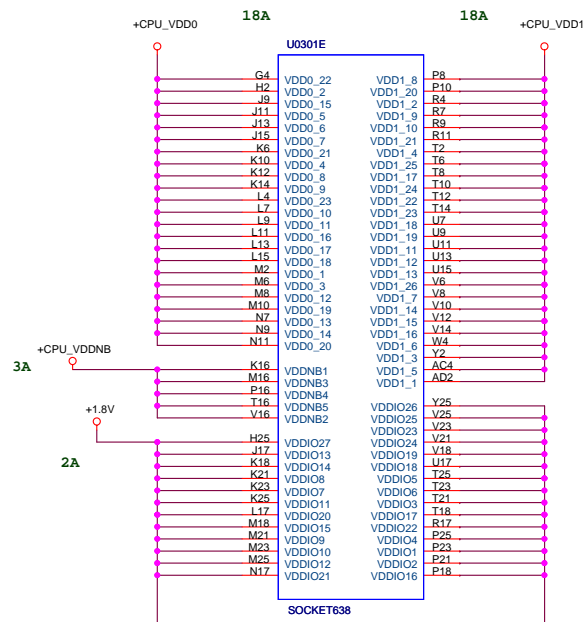 18A 18A
+CPU_VDD0 +CPU_VDD1
U0301E
G4 VDD0_22 VDD1_8 P8
H2 VDD0_2 VDD1_20 P10
J9 VDD0_15 VDD1_2 R4
J11 VDD0_5 VDD1_9 R7
J13 VDD0_6 VDD1_10 R9
J15 VDD0_7 VDD1_21 R11
K6 VDD0_21 VDD1_4 T2
K10 VDD0_4 VDD1_25 T6
K12 VDD0_8 VDD1_17 T8
K14 VDD0_9 VDD1_24 T10
L4 VDD0_23 VDD1_22 T12
L7 VDD0_10 VDD1_23 T14
L9 VDD0_11 VDD1_18 U7
L11 VDD0_16 VDD1_19 U9
L13 VDD0_17 VDD1_11 U11
L15 VDD0_18 VDD1_12 U13
M2 VDD0_1 VDD1_13 U15
M6 VDD0_3 VDD1_26 V6
M8 VDD0_12 VDD1_7 V8
M10 VDD0_19 VDD1_14 V10
N7 VDD0_13 VDD1_15 V12
N9 VDD0_14 VDD1_16 V14
N11 VDD0_20 VDD1_6 W4
+CPU_VDDNB VDD1_3 Y2
3A K16 VDDNB1 VDD1_5 AC4
M16 VDDNB3 VDD1_1 AD2
P16 VDDNB4
T16 VDDNB5 VDDIO26 Y25
V16 VDDNB2 VDDIO25 V25
+1.8V VDDIO23 V23
H25 VDDIO27 VDDIO24 V21
J17 VDDIO13 VDDIO19 V18
2A K18 VDDIO14 VDDIO18 U17
K21 VDDIO8 VDDIO5 T25
K23 VDDIO7 VDDIO6 T23
K25 VDDIO11 VDDIO3 T21
L17 VDDIO20 VDDIO17 T18
M18 VDDIO15 VDDIO22 R17
M21 VDDIO9 VDDIO4 P25
M23 VDDIO10 VDDIO1 P23
M25 VDDIO12 VDDIO2 P21
N17 VDDIO21 VDDIO16 P18
SOCKET638